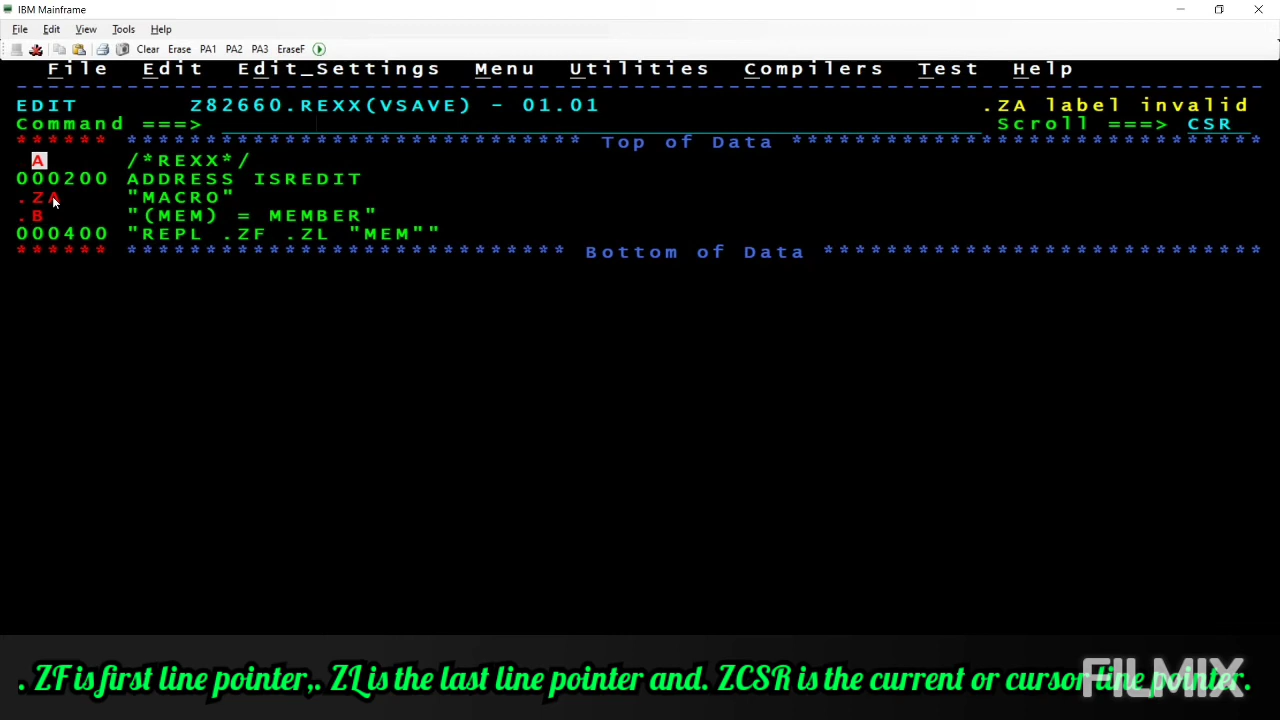 IBM Mainframe
File Edit View Tools Help
Clear Erase PA1 PA2 PA3 EraseF
File Edit Edit_Settings Menu Utilities Compilers Test Help
EDIT Z82660.REXX(VSAVE) - 01.01 .ZA label invalid
Command ===> Scroll ===> CSR
****** **************************** Top of Data ******************************
A /*REXX*/
000200 ADDRESS ISREDIT
.ZA "MACRO"
.B "(MEM) = MEMBER"
000400 "REPL .ZF .ZL "MEM""
****** **************************** Bottom of Data ****************************
. ZF is first line pointer,. ZL is the last line pointer and. ZCSR is the current or cursor line pointer.
FILMIX